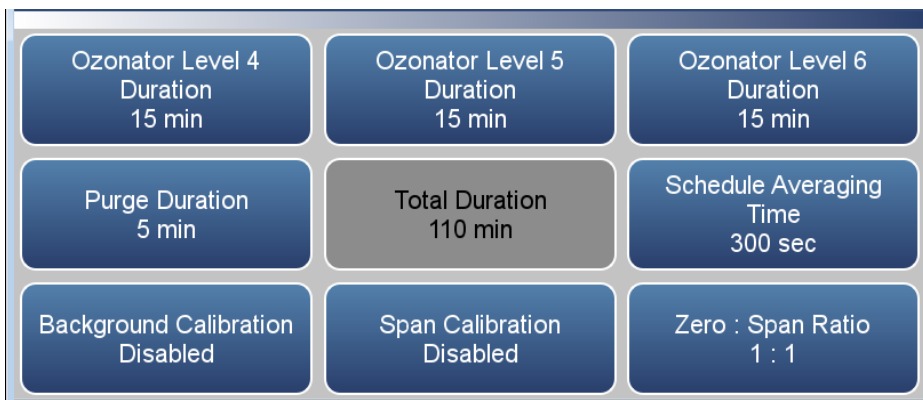 Ozonator Level 4
Duration
15 min
Ozonator Level 5
Duration
15 min
Ozonator Level 6
Duration
15 min
Purge Duration
5 min
Total Duration
110 min
Schedule Averaging
Time
300 sec
Background Calibration
Disabled
Span Calibration
Disabled
Zero : Span Ratio
1 : 1